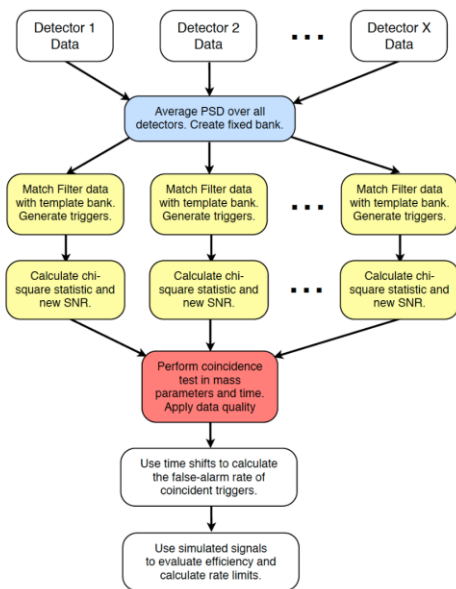 Detector 1
Data
Detector 2
Data
...
Detector X
Data
Average PSD over all
detectors. Create fixed bank.
Match Filter data
with template bank.
Generate triggers.
Match Filter data
with template bank.
Generate triggers.
...
Match Filter data
with template bank.
Generate triggers.
Calculate chi-
square statistic and
new SNR.
Calculate chi-
square statistic and
new SNR.
...
Calculate chi-
square statistic and
new SNR.
Perform coincidence
test in mass
parameters and time.
Apply data quality
Use time shifts to calculate
the false-alarm rate of
coincident triggers.
Use simulated signals
to evaluate efficiency and
calculate rate limits.